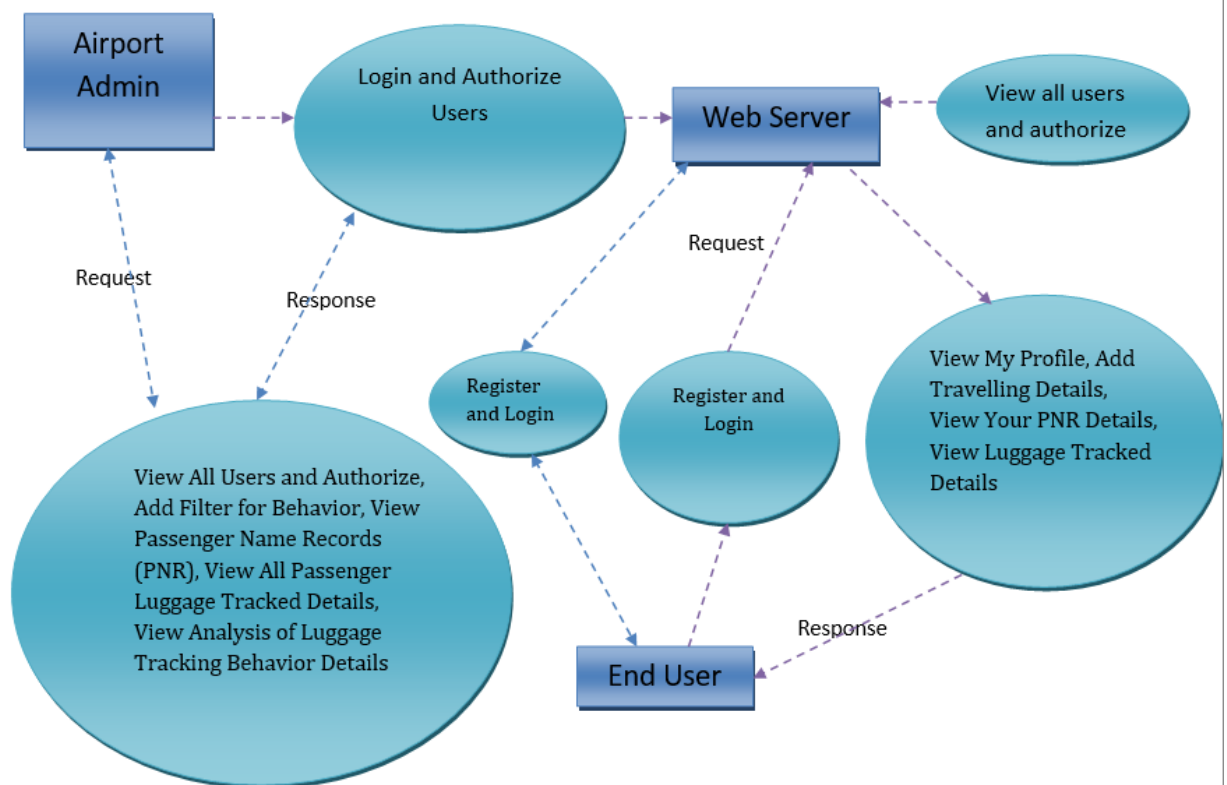 Airport
Admin
Login and Authorize
Users
Web Server
View all users
and authorize
Request
Response
Request
Register
and Login
Register and
Login
View My Profile, Add
Travelling Details,
View Your PNR Details,
View Luggage Tracked
Details
View All Users and Authorize,
Add Filter for Behavior, View
Passenger Name Records
(PNR), View All Passenger
Luggage Tracked Details,
View Analysis of Luggage
Tracking Behavior Details
Response
End User